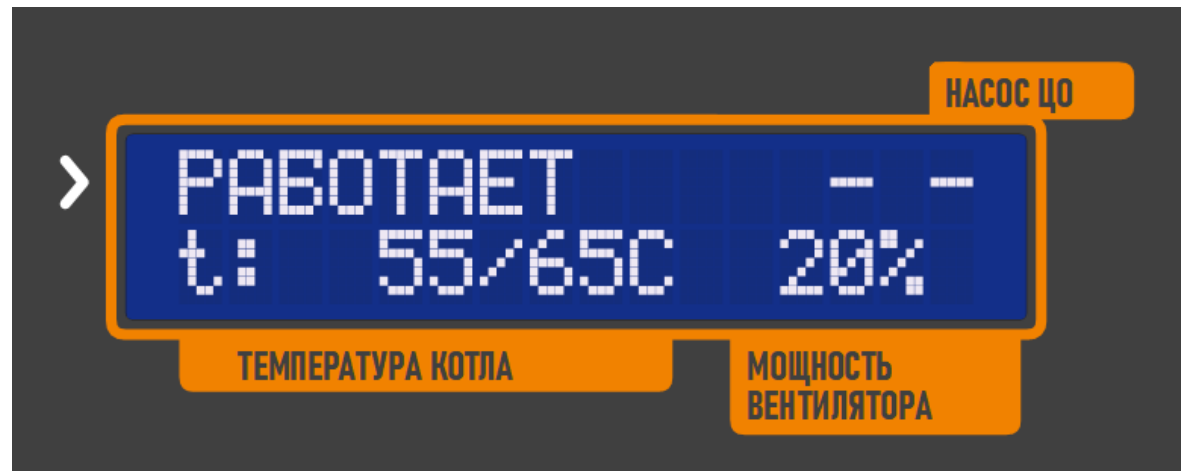 НАСОС ЦО
РАБОТАЕТ - -
t: 55/65C 20%
ТЕМПЕРАТУРА КОТЛА
МОЩНОСТЬ
ВЕНТИЛЯТОРА